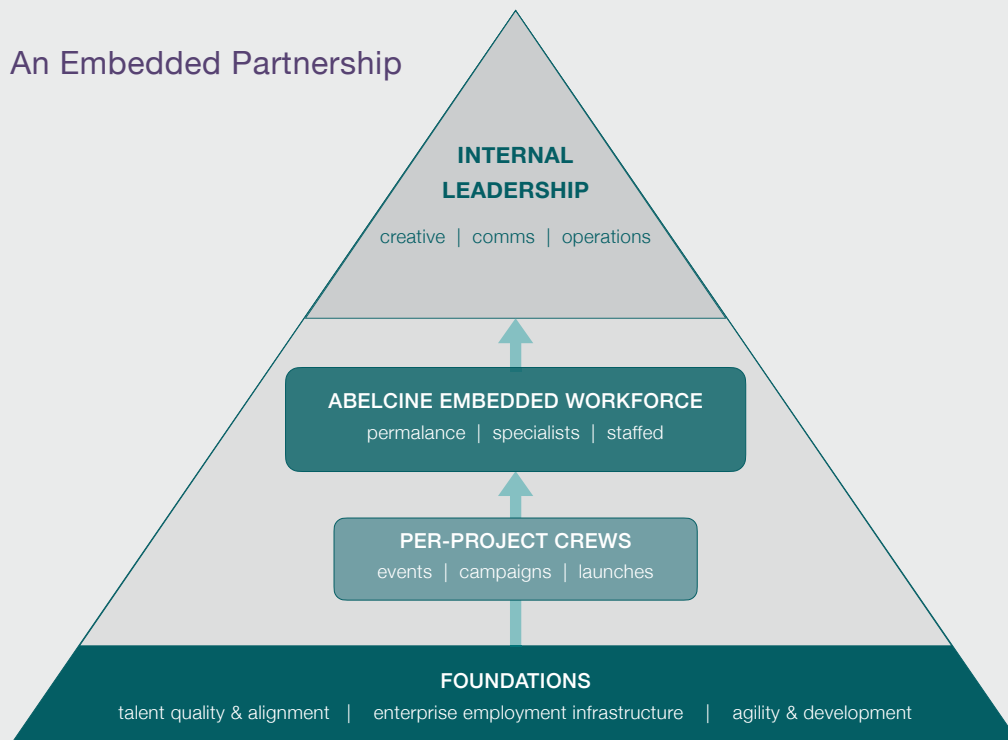 An Embedded Partnership
INTERNAL
LEADERSHIP
creative | comms | operations
ABELCINE EMBEDDED WORKFORCE
permalance | specialists | staffed
PER-PROJECT CREWS
events | campaigns | launches
FOUNDATIONS
talent quality & alignment | enterprise employment infrastructure | agility & development